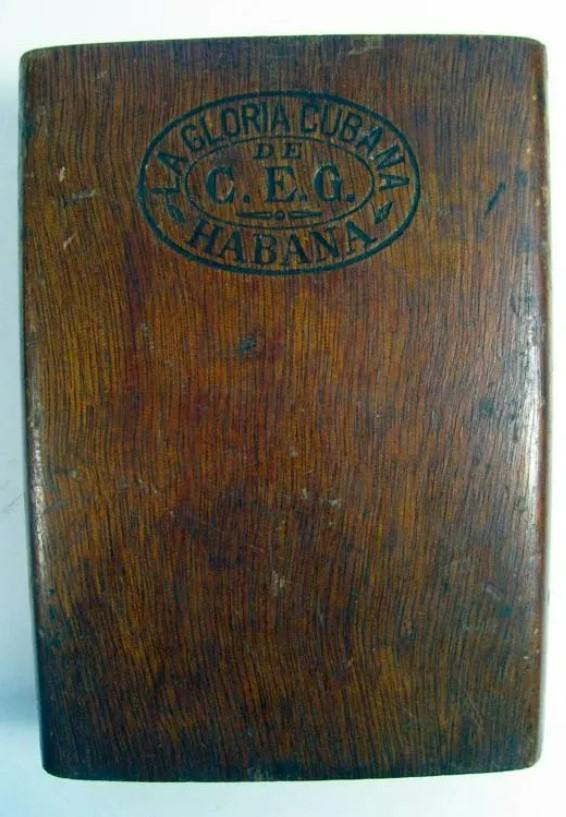 LA GLORIA CUBANA
DE
C. E. G.
HABANA